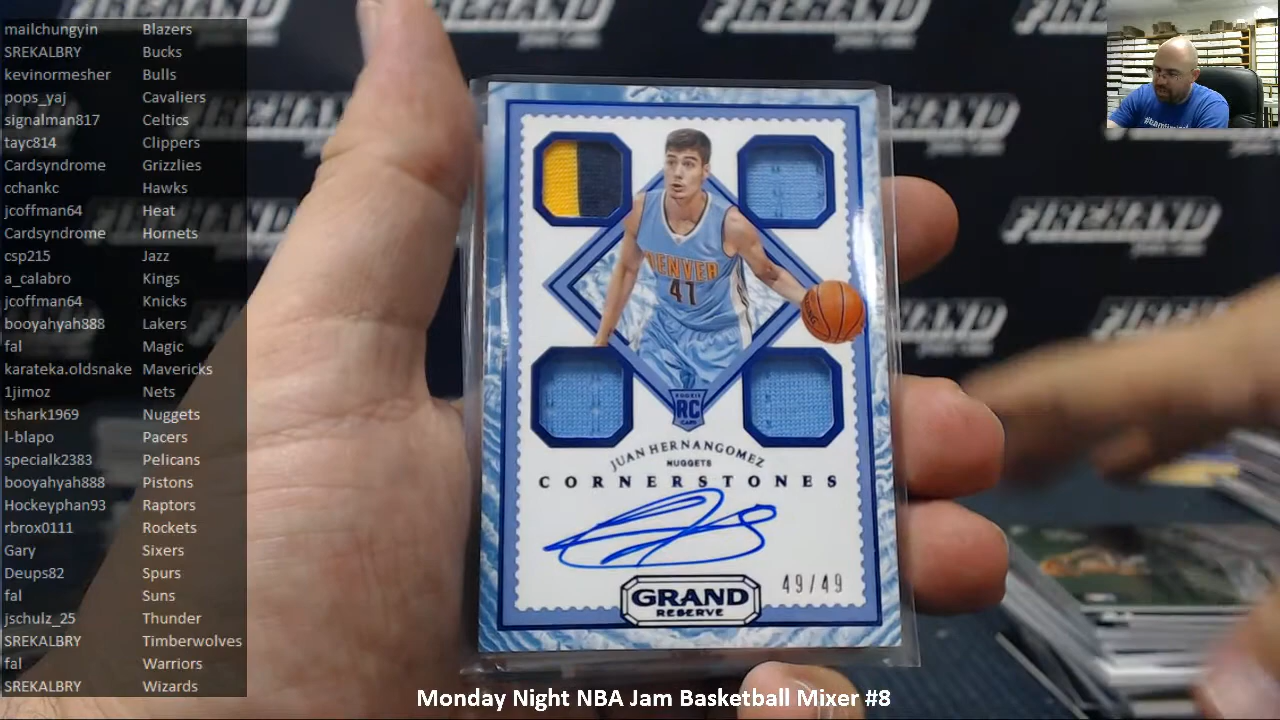 mailchungyin Blazers
SREKALBRY Bucks
kevinormesher Bulls
pops_yaj Cavaliers
signalman817 Celtics
tayc814 Clippers
Cardsyndrome Grizzlies
cchankc Hawks
jcoffman64 Heat
Cardsyndrome Hornets
csp215 Jazz
a_calabro Kings
jcoffman64 Knicks
booyahyah888 Lakers
fal Magic
karateka.oldsnake Mavericks
1jimoz Nets
tshark1969 Nuggets
l-blapo Pacers
specialk2383 Pelicans
booyahyah888 Pistons
Hockeyphan93 Raptors
rbrox0111 Rockets
Gary Sixers
Deups82 Spurs
fal Suns
jschulz_25 Thunder
SREKALBRY Timberwolves
fal Warriors
SREKALBRY Wizards
FIREHAND
DENVER
41
ROOKIE
RC
CARD
JUAN HERNANGOMEZ
NUGGETS
CORNERSTONES
49/49
GRAND
RESERVE
Monday Night NBA Jam Basketball Mixer #8